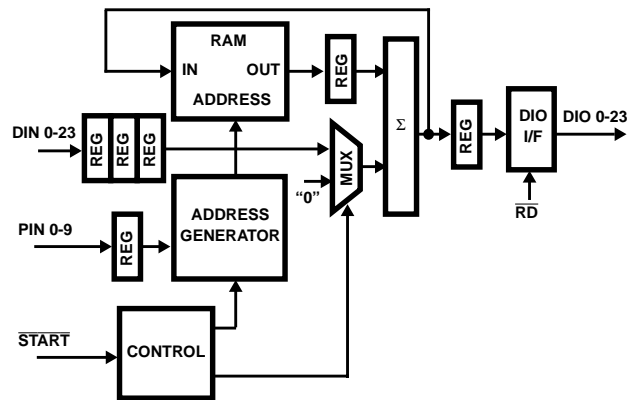 RAM
IN
OUT
ADDRESS
REG
Σ
REG
DIO
I/F
DIO 0-23
RD
DIN 0-23
REG
REG
REG
MUX
“0”
PIN 0-9
REG
ADDRESS
GENERATOR
START
CONTROL